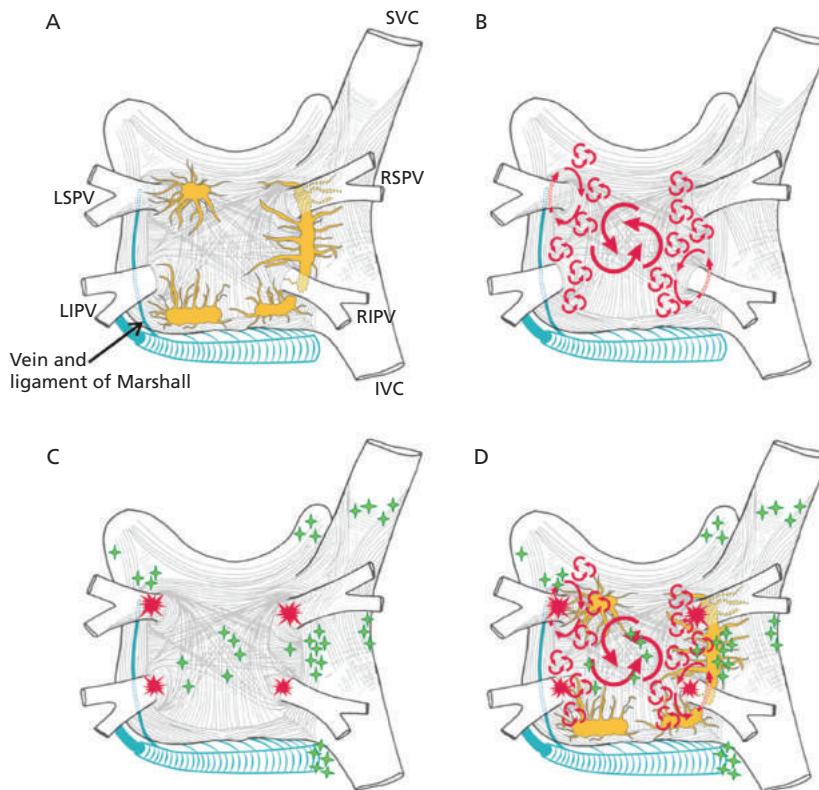 A
SVC
B
LSPV
RSPV
LIPV
RIPV
Vein and
ligament of Marshall
IVC
C
D